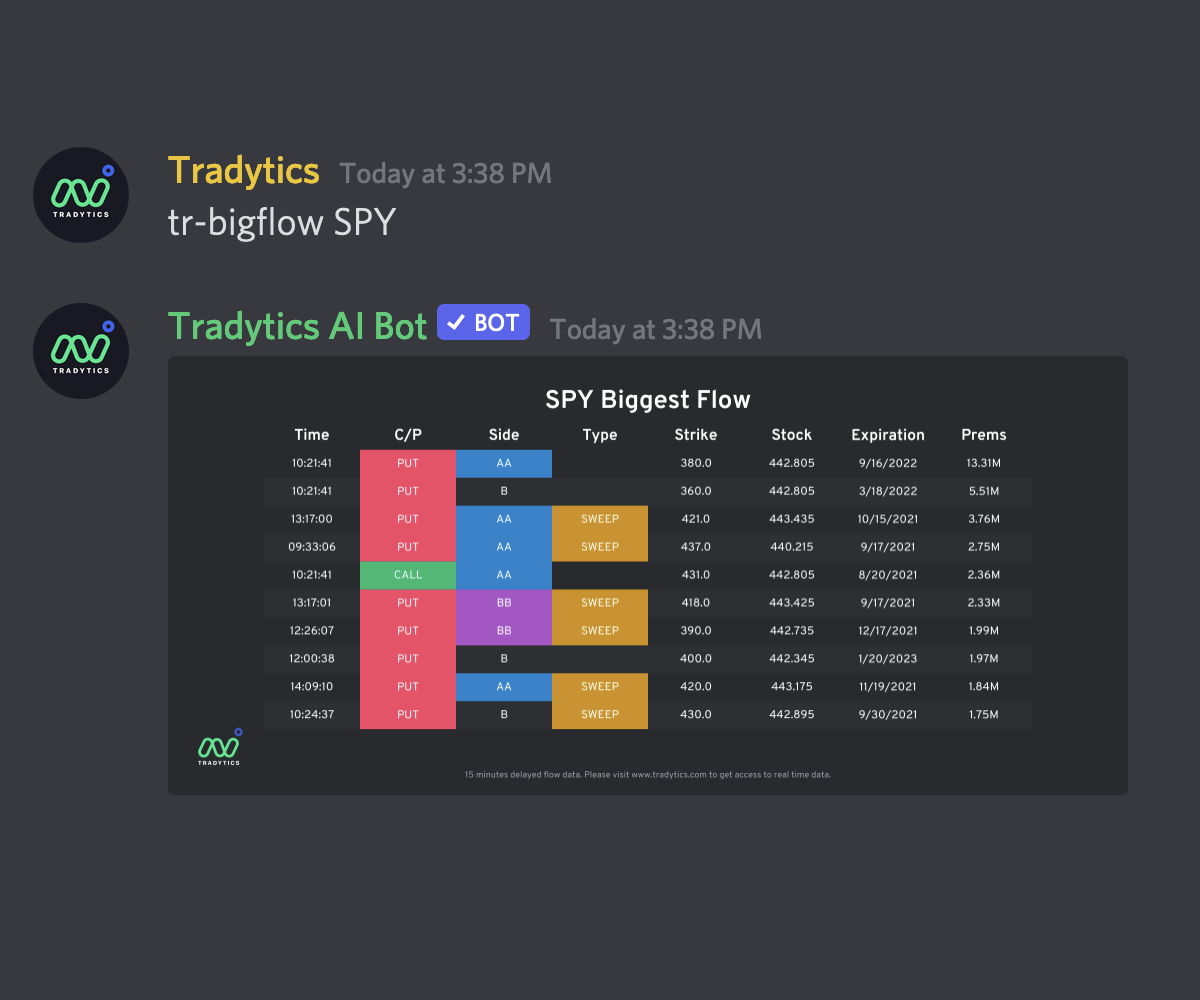 Tradytics Today at 3:38 PM
TRADYTICS
tr-bigflow SPY
Tradytics AI Bot ✓ BOT Today at 3:38 PM
TRADYTICS
SPY Biggest Flow
Time C/P Side Type Strike Stock Expiration Prems
10:21:41 PUT AA 380.0 442.805 9/16/2022 13.31M
10:21:41 PUT B 360.0 442.805 3/18/2022 5.51M
13:17:00 PUT AA SWEEP 421.0 443.435 10/15/2021 3.76M
09:33:06 PUT AA SWEEP 437.0 440.215 9/17/2021 2.75M
10:21:41 CALL AA 431.0 442.805 8/20/2021 2.36M
13:17:01 PUT BB SWEEP 418.0 443.425 9/17/2021 2.33M
12:26:07 PUT BB SWEEP 390.0 442.735 12/17/2021 1.99M
12:00:38 PUT B 400.0 442.345 1/20/2023 1.97M
14:09:10 PUT AA SWEEP 420.0 443.175 11/19/2021 1.84M
10:24:37 PUT B SWEEP 430.0 442.895 9/30/2021 1.75M
TRADYTICS
15 minutes delayed flow data. Please visit www.tradytics.com to get access to real time data.